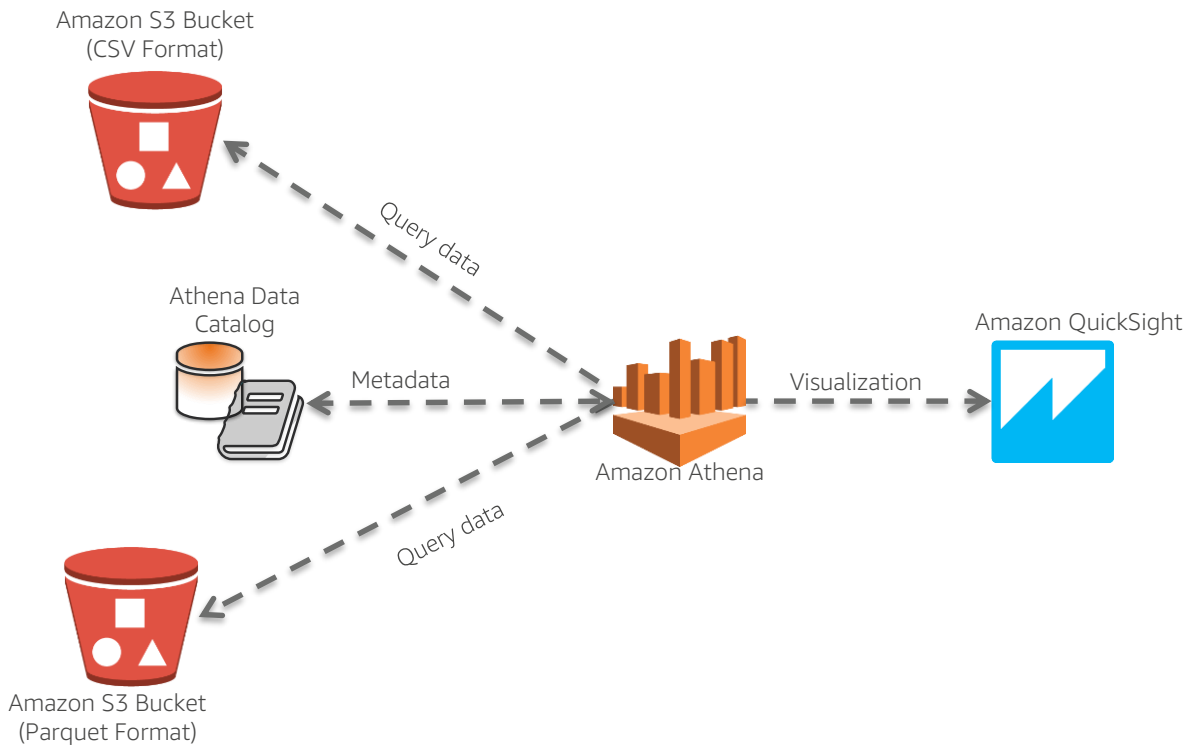 Amazon S3 Bucket
(CSV Format)
Query data
Athena Data
Catalog
Metadata
Amazon QuickSight
Visualization
Amazon Athena
Query data
Amazon S3 Bucket
(Parquet Format)